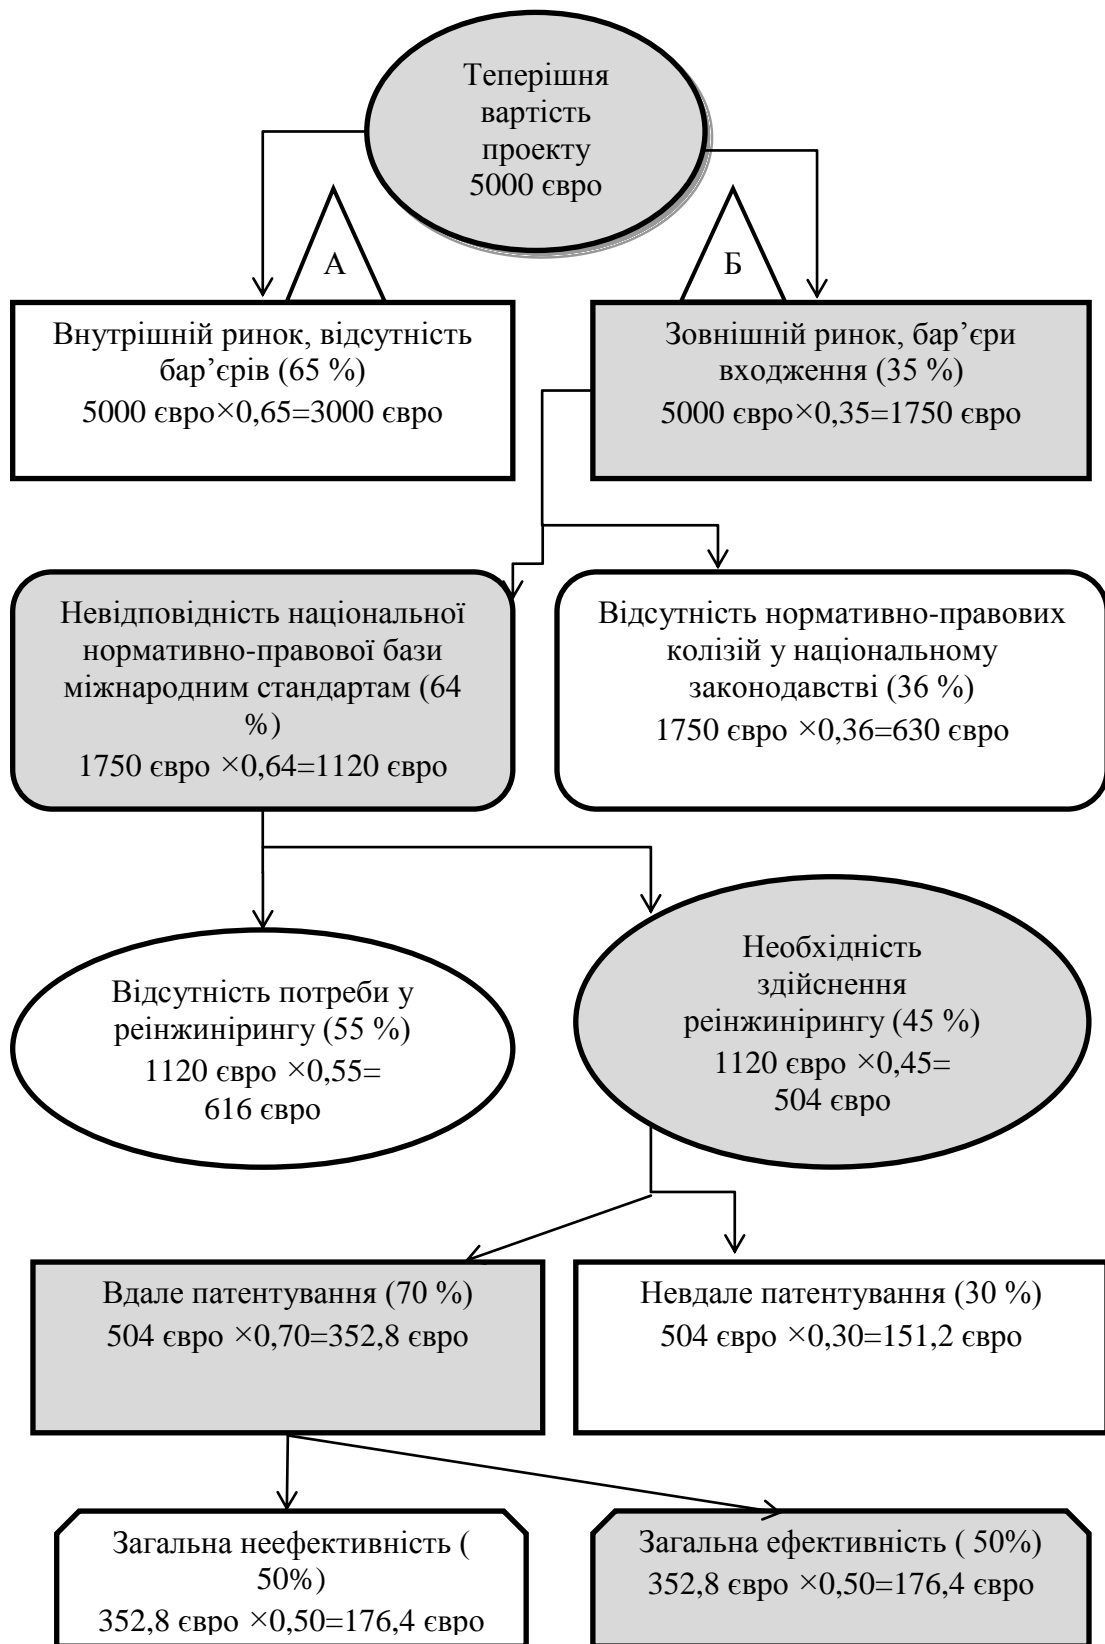 Теперішня
вартість
проекту
5000 євро
А
Б
Внутрішній ринок, відсутність
бар’єрів (65 %)
5000 євро×0,65=3000 євро
Зовнішній ринок, бар’єри
входження (35 %)
5000 євро×0,35=1750 євро
Невідповідність національної
нормативно-правової бази
міжнародним стандартам (64
%)
1750 євро ×0,64=1120 євро
Відсутність нормативно-правових
колізій у національному
законодавстві (36 %)
1750 євро ×0,36=630 євро
Відсутність потреби у
реінжинірингу (55 %)
1120 євро ×0,55=
616 євро
Необхідність
здійснення
реінжинірингу (45 %)
1120 євро ×0,45=
504 євро
Вдале патентування (70 %)
504 євро ×0,70=352,8 євро
Невдале патентування (30 %)
504 євро ×0,30=151,2 євро
Загальна неефективність (
50%)
352,8 євро ×0,50=176,4 євро
Загальна ефективність ( 50%)
352,8 євро ×0,50=176,4 євро